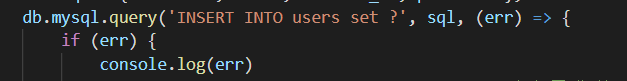 db.mysql.query('INSERT INTO users set ?', sql, (err) => {
if (err) {
console.log(err)